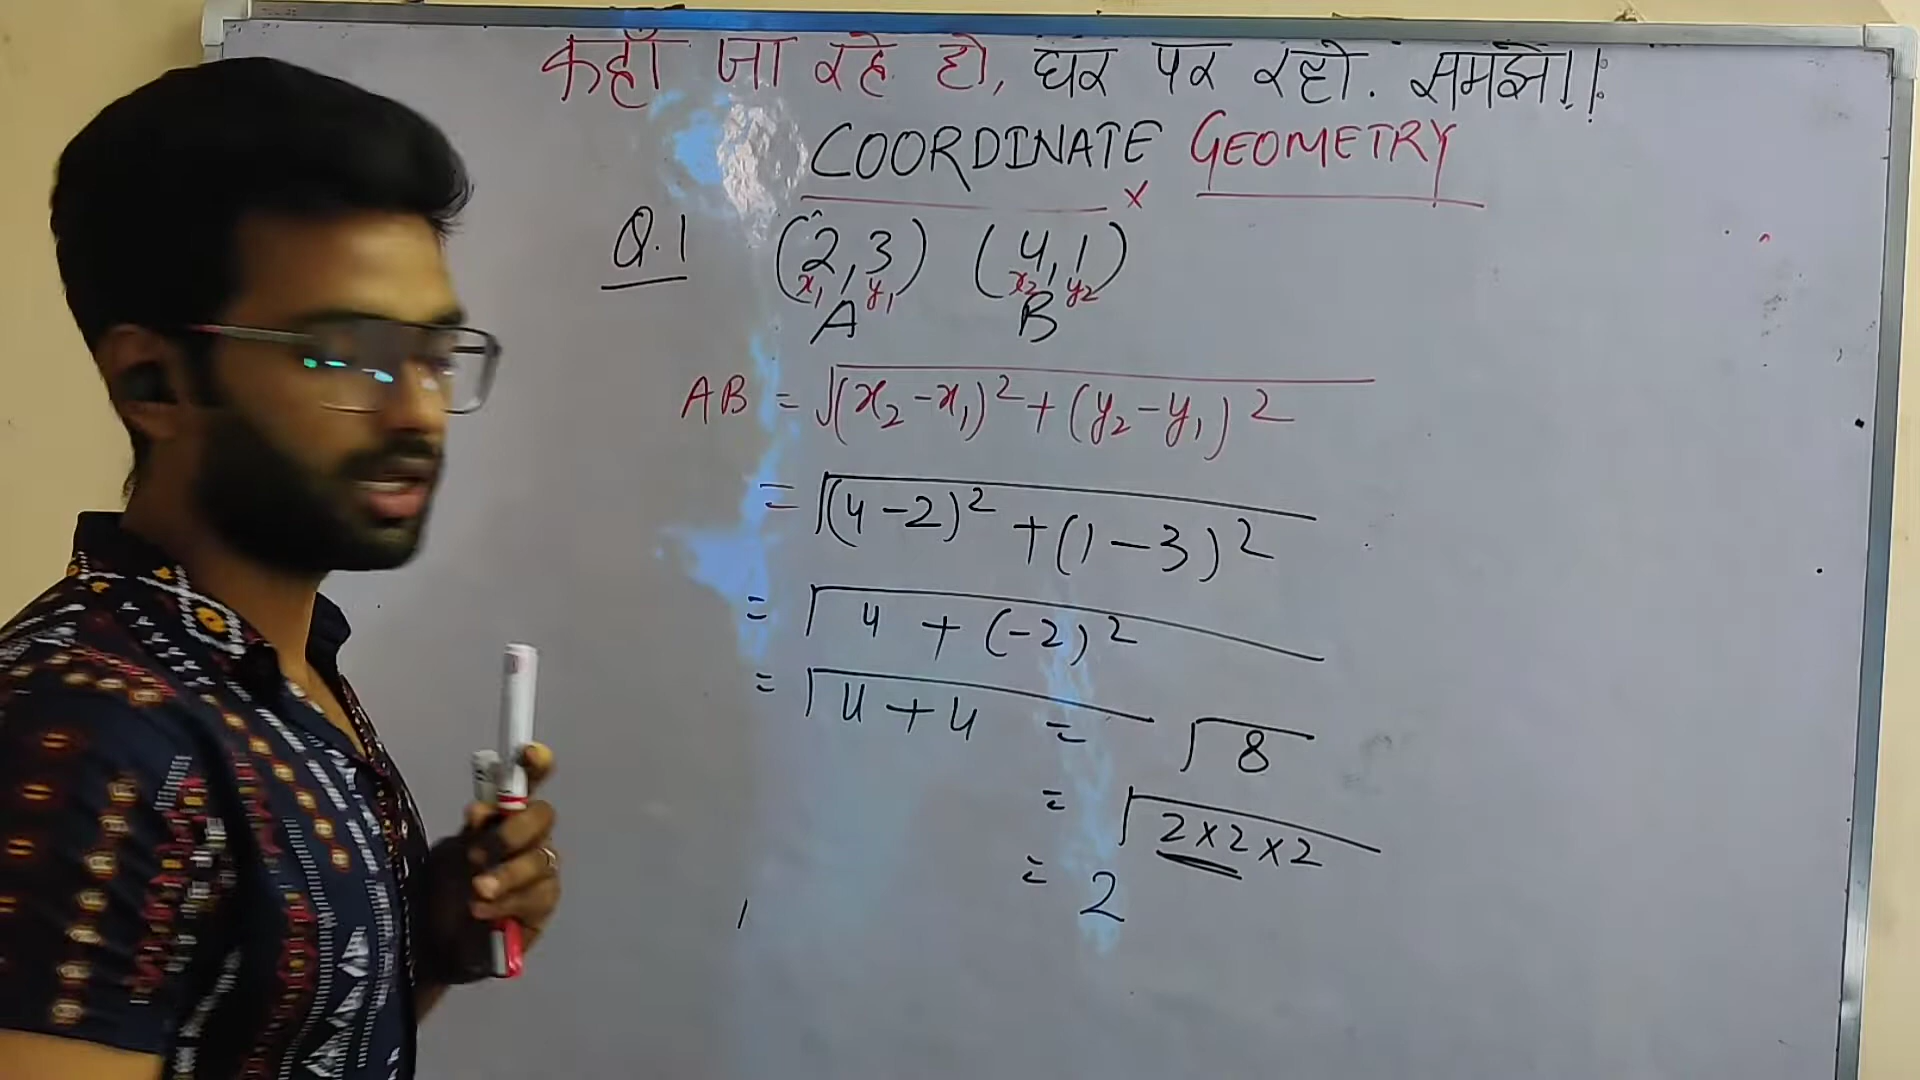 कहाँ जा रहे हो, घर पर रहो. समझे!!
COORDINATE GEOMETRY
x
Q.1 (2,3) (4,1)
x₁ y₁ x₂ y₂
A B
AB = √(x₂-x₁)² + (y₂-y₁)²
= √(4-2)² + (1-3)²
= √4 + (-2)²
= √4+4 = √8
= √2×2×2
= 2